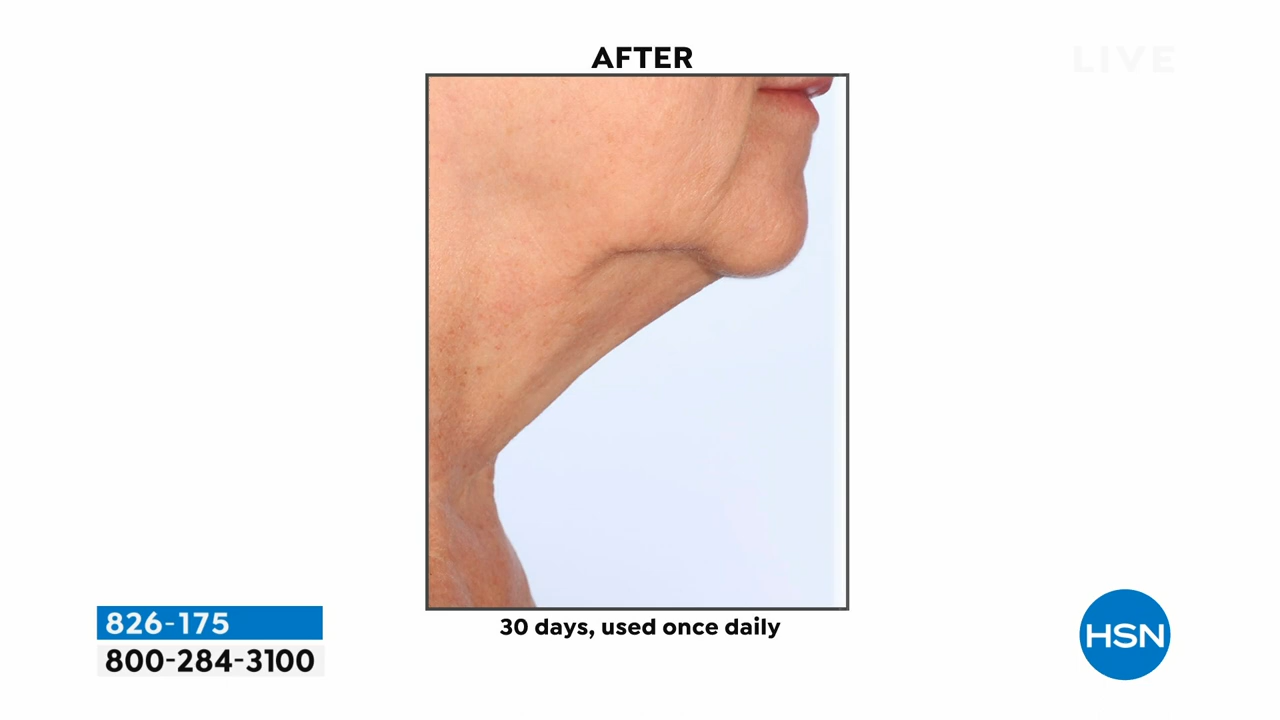 AFTER
LIVE
30 days, used once daily
826-175
800-284-3100
HSN